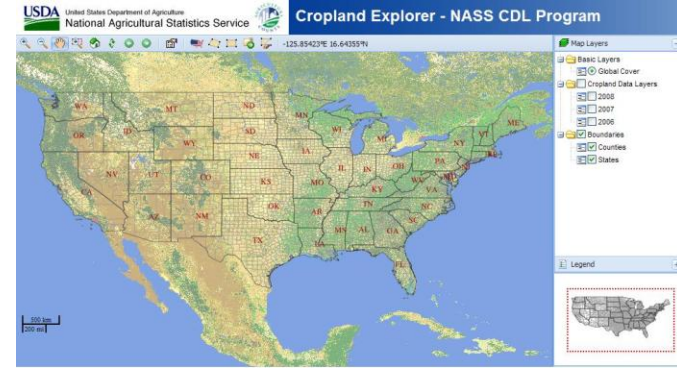 USDA United States Department of Agriculture
National Agricultural Statistics Service
Cropland Explorer - NASS CDL Program
-125.85423°E 16.64355°N
Map Layers
Basic Layers
Global Cover
Cropland Data Layers
2008
2007
2006
Boundaries
Counties
States
WA MT ND MN ME
OR ID WY SD WI MI NY VT
NV UT CO NE IA IL IN OH PA
CA KS MO KY WV VA
AZ NM OK AR TN NC
TX LA MS AL GA SC
FL
Legend
500 km
200 mi